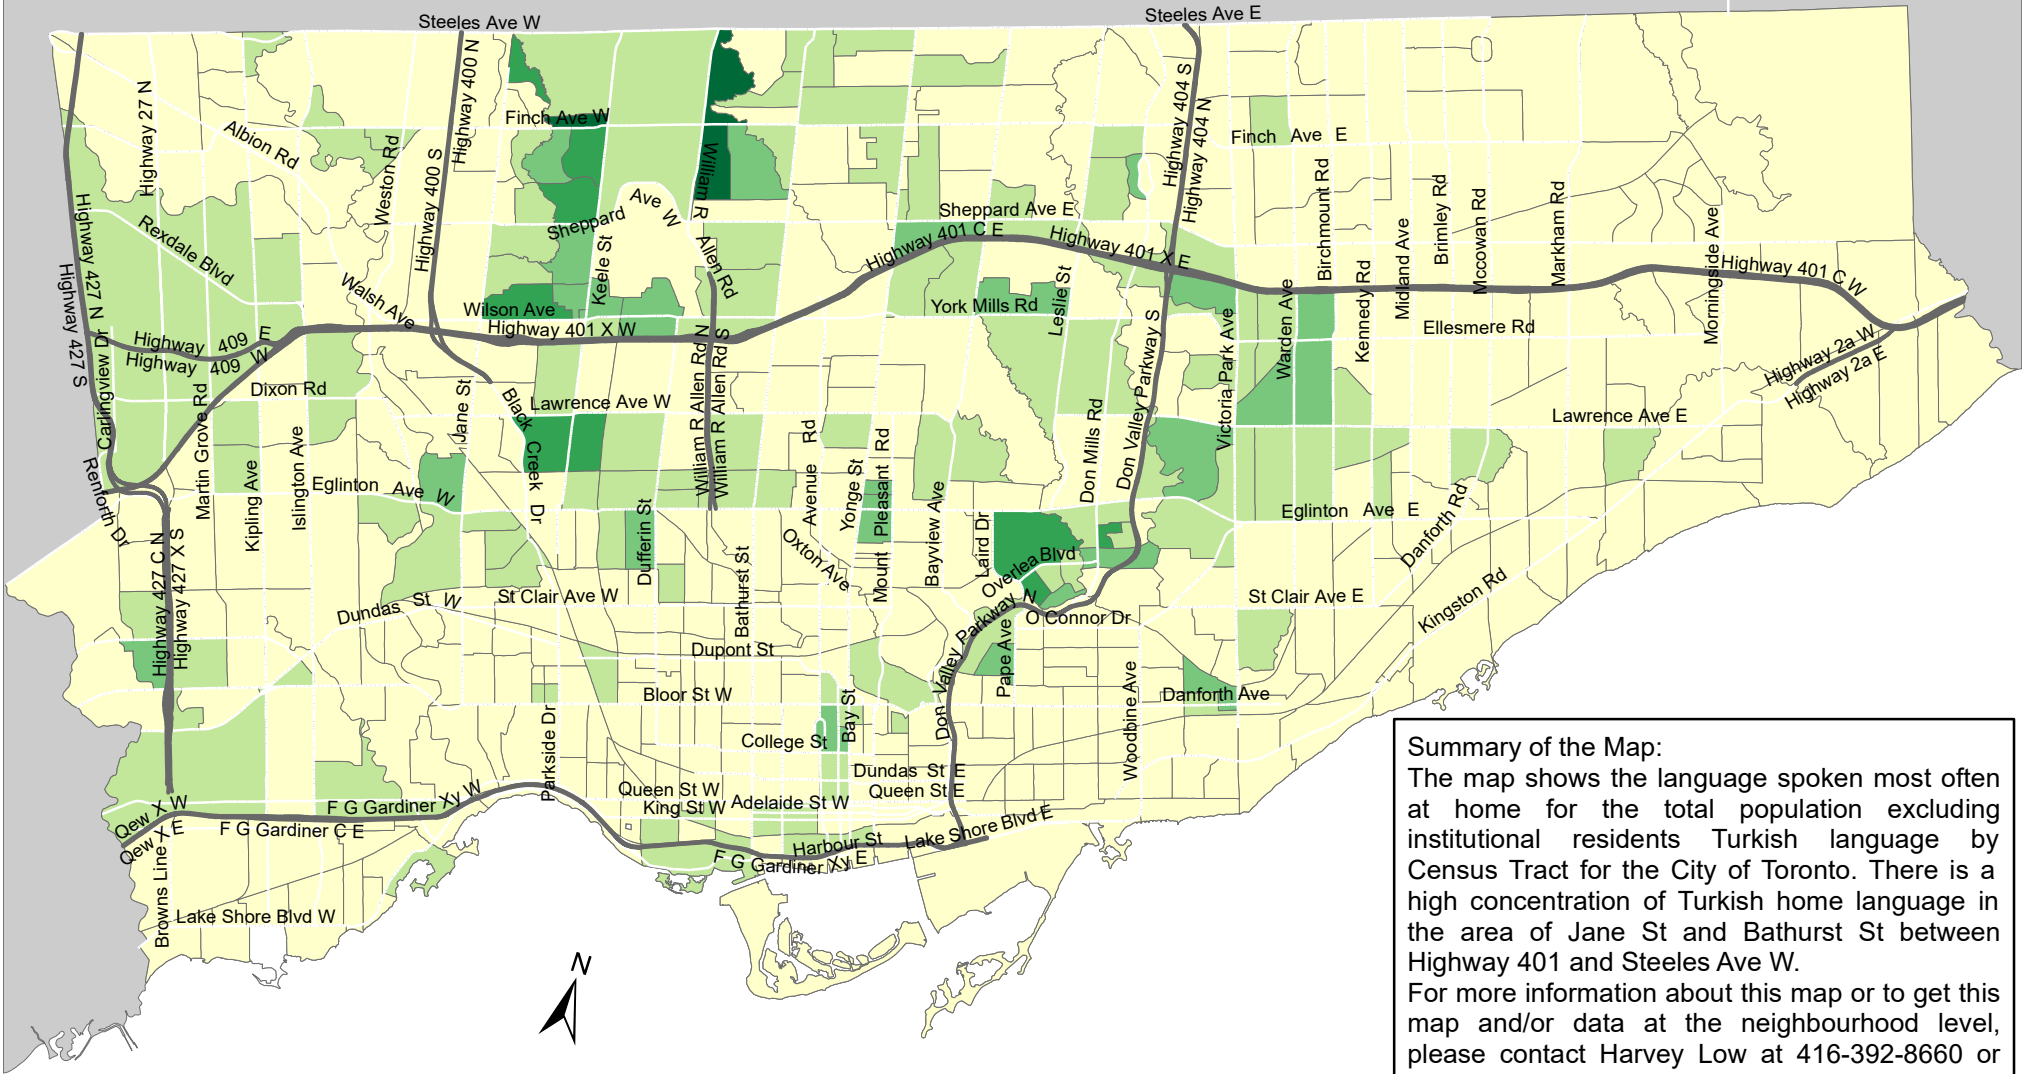 Steeles Ave W
Steeles Ave E
Highway 400 N
Highway 404 S
Highway 404 N
Highway 27 N
Albion Rd
Weston Rd
Highway 400 S
Finch Ave W
Finch Ave E
William R Allen Rd
Sheppard Ave W
Sheppard Ave E
Keele St
Rexdale Blvd
Highway 427 N
Highway 427 S
Walsh Ave
Wilson Ave
Highway 401 X W
Highway 401 C E
Highway 401 X E
Highway 401 C W
Birchmount Rd
Kennedy Rd
Midland Ave
Brimley Rd
Mccowan Rd
Markham Rd
Morningside Ave
York Mills Rd
Leslie St
Ellesmere Rd
Highway 2a W
Highway 2a E
Highway 409 E
Highway 409 W
Carlingview Dr
Dixon Rd
Martin Grove Rd
Kipling Ave
Islington Ave
Jane St
Black Creek Dr
Lawrence Ave W
Lawrence Ave E
William R Allen Rd N
William R Allen Rd S
Avenue Rd
Yonge St
Mount Pleasant Rd
Bayview Ave
Don Mills Rd
Don Valley Parkway S
Victoria Park Ave
Warden Ave
Renforth Dr
Eglinton Ave W
Eglinton Ave E
Dufferin St
Bathurst St
Oxton Ave
Laird Dr
Overlea Blvd
Danforth Rd
Kingston Rd
Highway 427 C N
Highway 427 X S
Dundas St W
St Clair Ave W
St Clair Ave E
Don Valley Parkway N
O Connor Dr
Pape Ave
Dupont St
Bloor St W
Bay St
Danforth Ave
Woodbine Ave
Parkside Dr
College St
Dundas St E
Queen St E
Queen St W
King St W
Adelaide St W
Qew X W
Qew X E
F G Gardiner Xy W
F G Gardiner C E
Harbour St
Lake Shore Blvd E
F G Gardiner Xy E
Browns Line
Lake Shore Blvd W
N
Summary of the Map:
The map shows the language spoken most often
at home for the total population excluding
institutional residents Turkish language by
Census Tract for the City of Toronto. There is a
high concentration of Turkish home language in
the area of Jane St and Bathurst St between
Highway 401 and Steeles Ave W.
For more information about this map or to get this
map and/or data at the neighbourhood level,
please contact Harvey Low at 416-392-8660 or